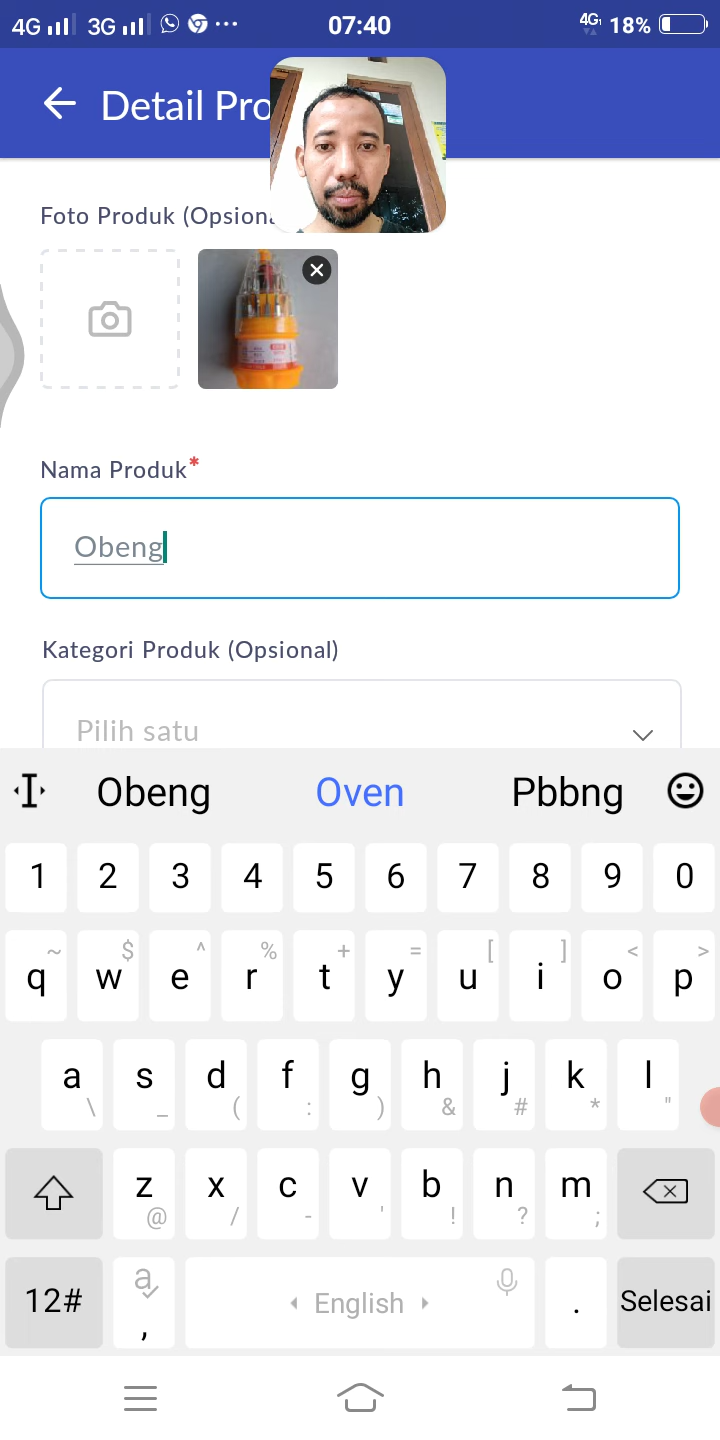 4G 3G ... 07:40 4G 18%
Detail Pro
Foto Produk (Opsiona
Nama Produk*
Obeng
Kategori Produk (Opsional)
Pilih satu
Obeng Oven Pbbng
1 2 3 4 5 6 7 8 9 0
~ $ ^ % + = [ ] < >
q w e r t y u i o p
a s d f g h j k l
\ _ ( : ) & # * "
z x c v b n m
@ / - ' ! ? ;
12# a , English . Selesai